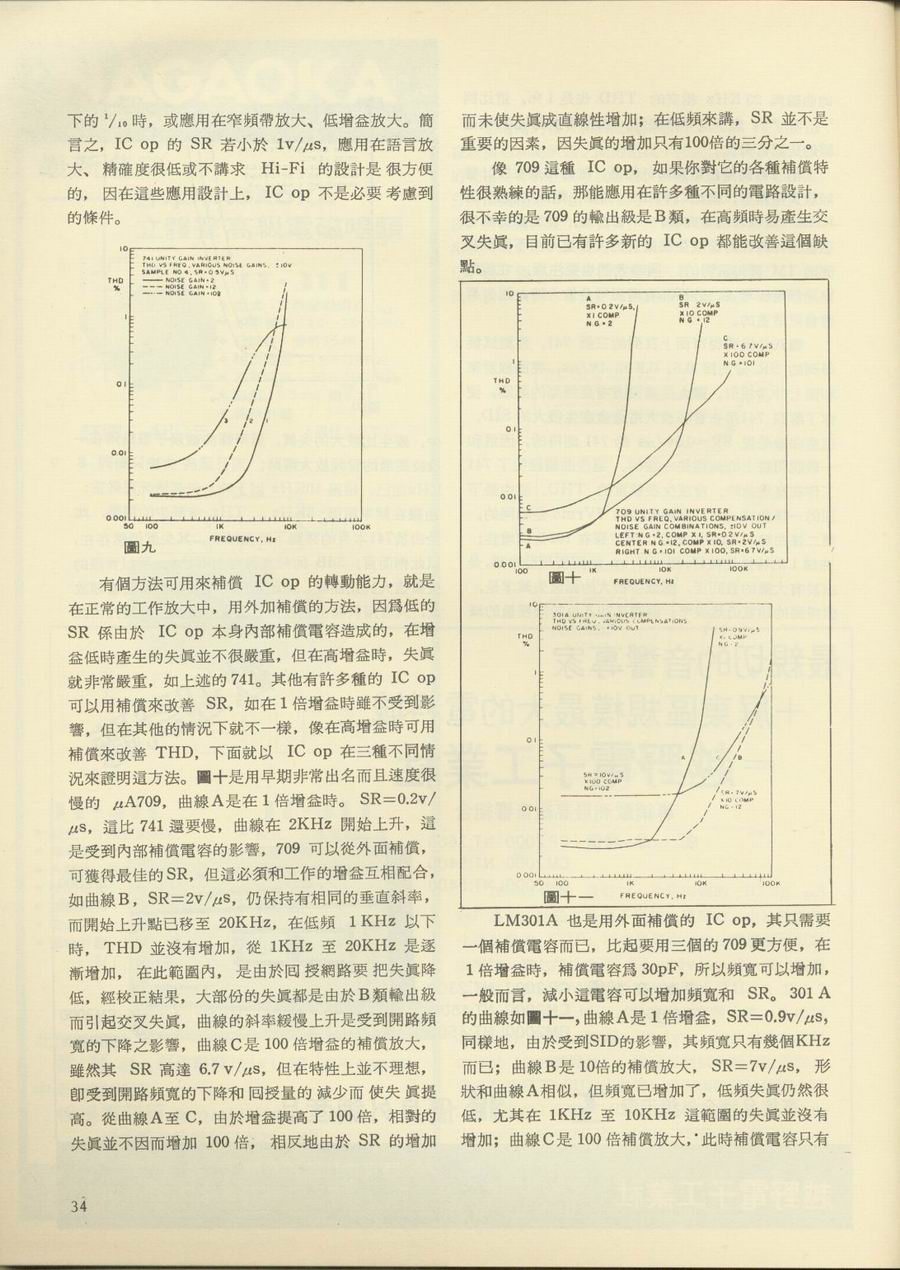 下的 1/10 時，或應用在窄頻帶放大、低增益放大。簡
言之，IC op 的 SR 若小於 1v/μs，應用在語言放
大、 精確度很低或不講求 Hi-Fi 的設計是 很方便
的， 因在這些應用設計上， IC op 不是必要 考慮到
的條件。
741 UNITY GAIN INVERTER
THD VS FREQ, VARIOUS NOISE GAINS, ±10V
SAMPLE NO 4, SR=0.9V/μS
NOISE GAIN=2
NOISE GAIN=12
NOISE GAIN=102
THD
%
10
1
0.1
0.01
0.001
3
2
1
50 100 1K 10K 100K
FREQUENCY, Hz
圖九
有個方法可用來補償 IC op 的轉動能力，就是
在正常的工作放大中，用外加補償的方法，因爲低的
SR 係由於 IC op 本身內部補償電容造成的，在增
益低時產生的失眞並不很嚴重，但在高增益時，失眞
就非常嚴重，如上述的 741。其他有許多種的 IC op
可以用補償來改善 SR，如在 1 倍增益時雖不受到影
響，但在其他的情況下就不一樣，像在高增益時可用
補償來改善 THD，下面就以 IC op 在三種不同情
況來證明這方法。圖十是用早期非常出名而且速度很
慢的 μA709，曲線A是在 1 倍增益時。 SR=0.2v/
μs，這比 741 還要慢，曲線在 2KHz 開始上升，這
是受到內部補償電容的影響，709 可以從外面補償，
可獲得最佳的 SR，但這必須和工作的增益互相配合，
如曲線B，SR=2v/μs，仍保持有相同的垂直斜率，
而開始上升點已移至 20KHz，在低頻 1 KHz 以下
時， THD 並沒有增加，從 1KHz 至 20KHz 是逐
漸增加， 在此範圍內， 是由於囘 授網路要 把失眞降
低，經校正結果，大部份的失眞都是由於B類輸出級
而引起交叉失眞，曲線的斜率緩慢上升是受到開路頻
寬的下降之影響，曲線C是 100 倍增益的補償放大，
雖然其 SR 高達 6.7 v/μs，但在特性上並不理想，
卽受到開路頻寬的下降和 囘授量的 減少而 使失 眞提
高。從曲線A至 C，由於增益提高了 100 倍，相對的
失眞並不因而增加 100 倍， 相反地由於 SR 的增加
而未使失眞成直線性增加；在低頻來講，SR 並不是
重要的因素，因失眞的增加只有100倍的三分之一。
像 709 這種 IC op， 如果你對它的各種補償特
性很熟練的話，那能應用在許多種不同的電路設計，
很不幸的是 709 的輸出級是B類，在高頻時易產生交
叉失眞，目前已有許多新的 IC op 都能改善這個缺
點。
A
SR=0.2V/μS,
X1 COMP
N.G.=2
B
SR 2V/μS
X10 COMP
N G =12
C
SR=6.7V/μS
X100 COMP
N G =101
THD
%
10
1
0.1
0.01
0.001
C
B
A
709 UNITY GAIN INVERTER
THD VS FREQ, VARIOUS COMPENSATION/
NOISE GAIN COMBINATIONS, ±10V OUT
LEFT N G=2, COMP X1, SR=0.2V/μS
CENTER N G=12, COMP X10, SR=2V/μS
RIGHT N G=101 COMP X100, SR=6.7V/μS
100 1K 10K 100K
FREQUENCY, Hz
圖十
301A UNITY GAIN INVERTER
THD VS FREQ, VARIOUS COMPENSATIONS
NOISE GAINS, ±10V OUT
SR=0.9V/μS
X1 COMP
NG=2
THD
%
10
1
0.1
0.01
0.001
A C B
SR=10V/μS
X100 COMP
NG=102
SR=7V/μS
X10 COMP
NG=12
50 100 1K 10K 100K
FREQUENCY, Hz
圖十一
LM301A 也是用外面補償的 IC op，其只需要
一個補償電容而已，比起要用三個的 709 更方便，在
1 倍增益時，補償電容爲 30pF，所以頻寬可以增加，
一般而言，減小這電容可以增加頻寬和 SR。 301 A
的曲線如圖十一，曲線A是 1 倍增益，SR=0.9v/μs，
同樣地，由於受到SID的影響，其頻寬只有幾個KHz
而已；曲線B是 10倍的補償放大， SR=7v/μs， 形
狀和曲線A相似，但頻寬已增加了，低頻失眞仍然很
低，尤其在 1KHz 至 10KHz 這範圍的失眞並沒有
增加；曲線C是 100 倍補償放大，此時補償電容只有
34